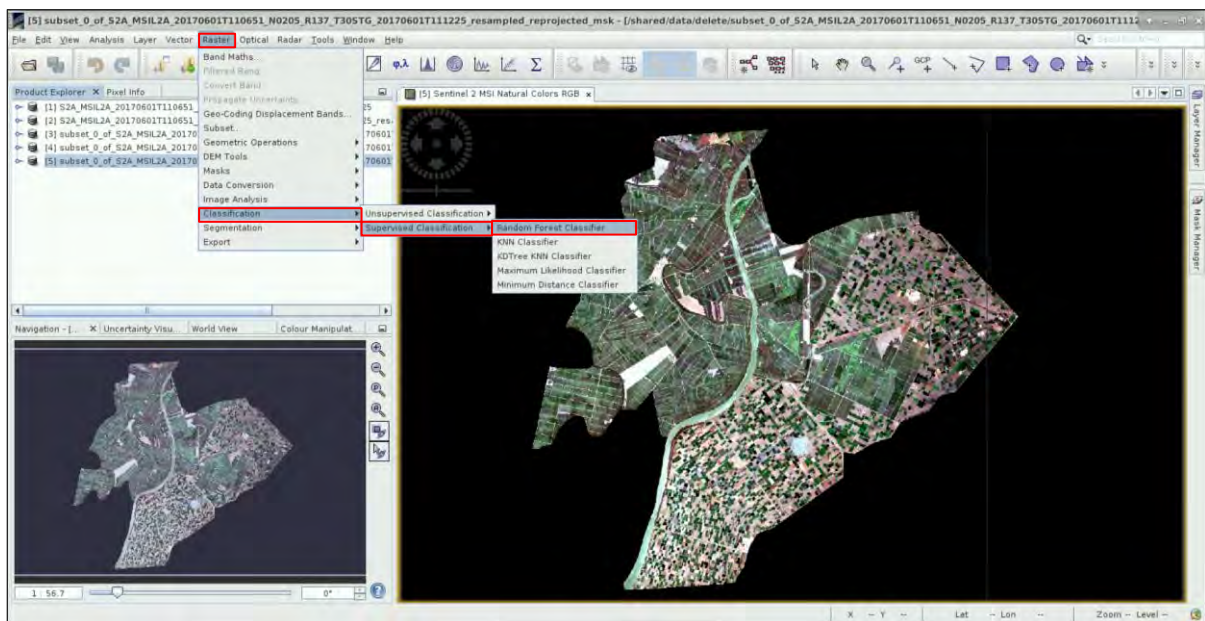 [5] subset_0_of_S2A_MSIL2A_20170601T110651_N0205_R137_T30STG_20170601T111225_resampled_reprojected_msk - [/shared/data/delete/subset_0_of_S2A_MSIL2A_20170601T110651_N0205_R137_T30STG_20170601T1112
File Edit View Analysis Layer Vector Raster Optical Radar Tools Window Help
Product Explorer × Pixel Info
[1] S2A_MSIL2A_20170601T110651_
[2] S2A_MSIL2A_20170601T110651_
[3] subset_0_of_S2A_MSIL2A_20170
[4] subset_0_of_S2A_MSIL2A_20170
[5] subset_0_of_S2A_MSIL2A_20170
Band Maths...
Filtered Band...
Convert Band
Propagate Uncertainty...
Geo-Coding Displacement Bands...
Subset...
Geometric Operations
DEM Tools
Masks
Data Conversion
Image Analysis
Classification
Segmentation
Export
Unsupervised Classification
Supervised Classification
Random Forest Classifier
KNN Classifier
KDTree KNN Classifier
Maximum Likelihood Classifier
Minimum Distance Classifier
[5] Sentinel 2 MSI Natural Colors RGB ×
Layer Manager
Mask Manager
Navigation - [... × Uncertainty Visu... World View Colour Manipulat...
1 : 56.7
0°
X -- Y -- Lat -- Lon -- Zoom -- Level --